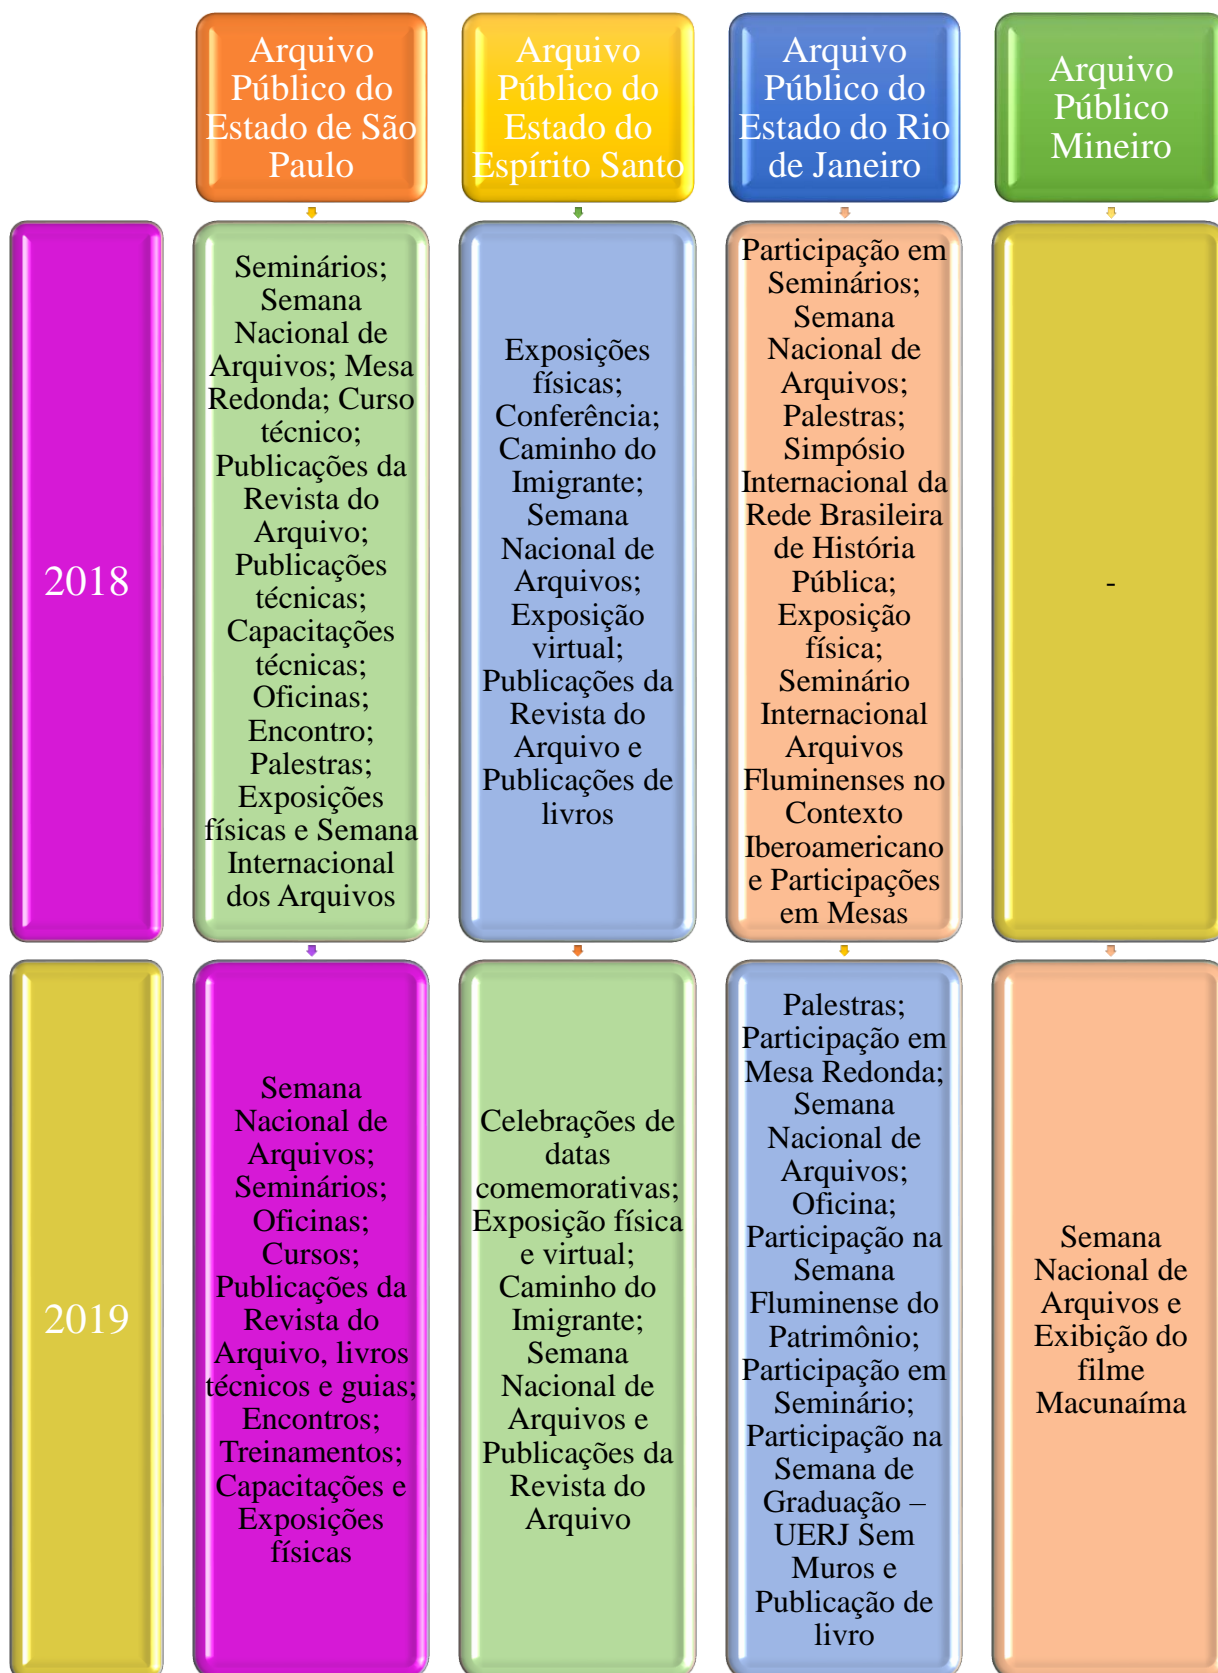 Arquivo
Público do
Estado de São
Paulo
Arquivo
Público do
Estado do
Espírito Santo
Arquivo
Público do
Estado do Rio
de Janeiro
Arquivo
Público
Mineiro
2018
Seminários;
Semana
Nacional de
Arquivos; Mesa
Redonda; Curso
técnico;
Publicações da
Revista do
Arquivo;
Publicações
técnicas;
Capacitações
técnicas;
Oficinas;
Encontro;
Palestras;
Exposições
físicas e Semana
Internacional
dos Arquivos
Exposições
físicas;
Conferência;
Caminho do
Imigrante;
Semana
Nacional de
Arquivos;
Exposição
virtual;
Publicações da
Revista do
Arquivo e
Publicações de
livros
Participação em
Seminários;
Semana
Nacional de
Arquivos;
Palestras;
Simpósio
Internacional da
Rede Brasileira
de História
Pública;
Exposição
física;
Seminário
Internacional
Arquivos
Fluminenses no
Contexto
Iberoamericano
e Participações
em Mesas
-
2019
Semana
Nacional de
Arquivos;
Seminários;
Oficinas;
Cursos;
Publicações da
Revista do
Arquivo, livros
técnicos e guias;
Encontros;
Treinamentos;
Capacitações e
Exposições
físicas
Celebrações de
datas
comemorativas;
Exposição física
e virtual;
Caminho do
Imigrante;
Semana
Nacional de
Arquivos e
Publicações da
Revista do
Arquivo
Palestras;
Participação em
Mesa Redonda;
Semana
Nacional de
Arquivos;
Oficina;
Participação na
Semana
Fluminense do
Patrimônio;
Participação em
Seminário;
Participação na
Semana de
Graduação –
UERJ Sem
Muros e
Publicação de
livro
Semana
Nacional de
Arquivos e
Exibição do
filme
Macunaíma